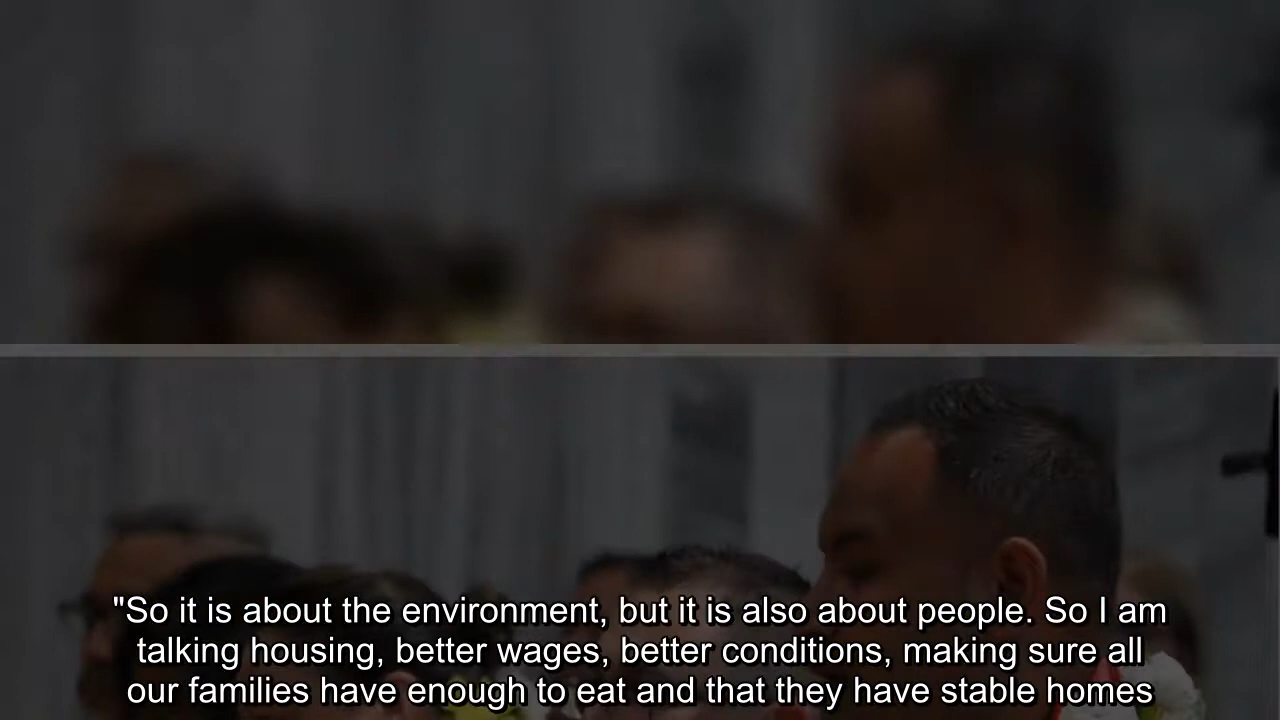 "So it is about the environment, but it is also about people. So I am
talking housing, better wages, better conditions, making sure all
our families have enough to eat and that they have stable homes